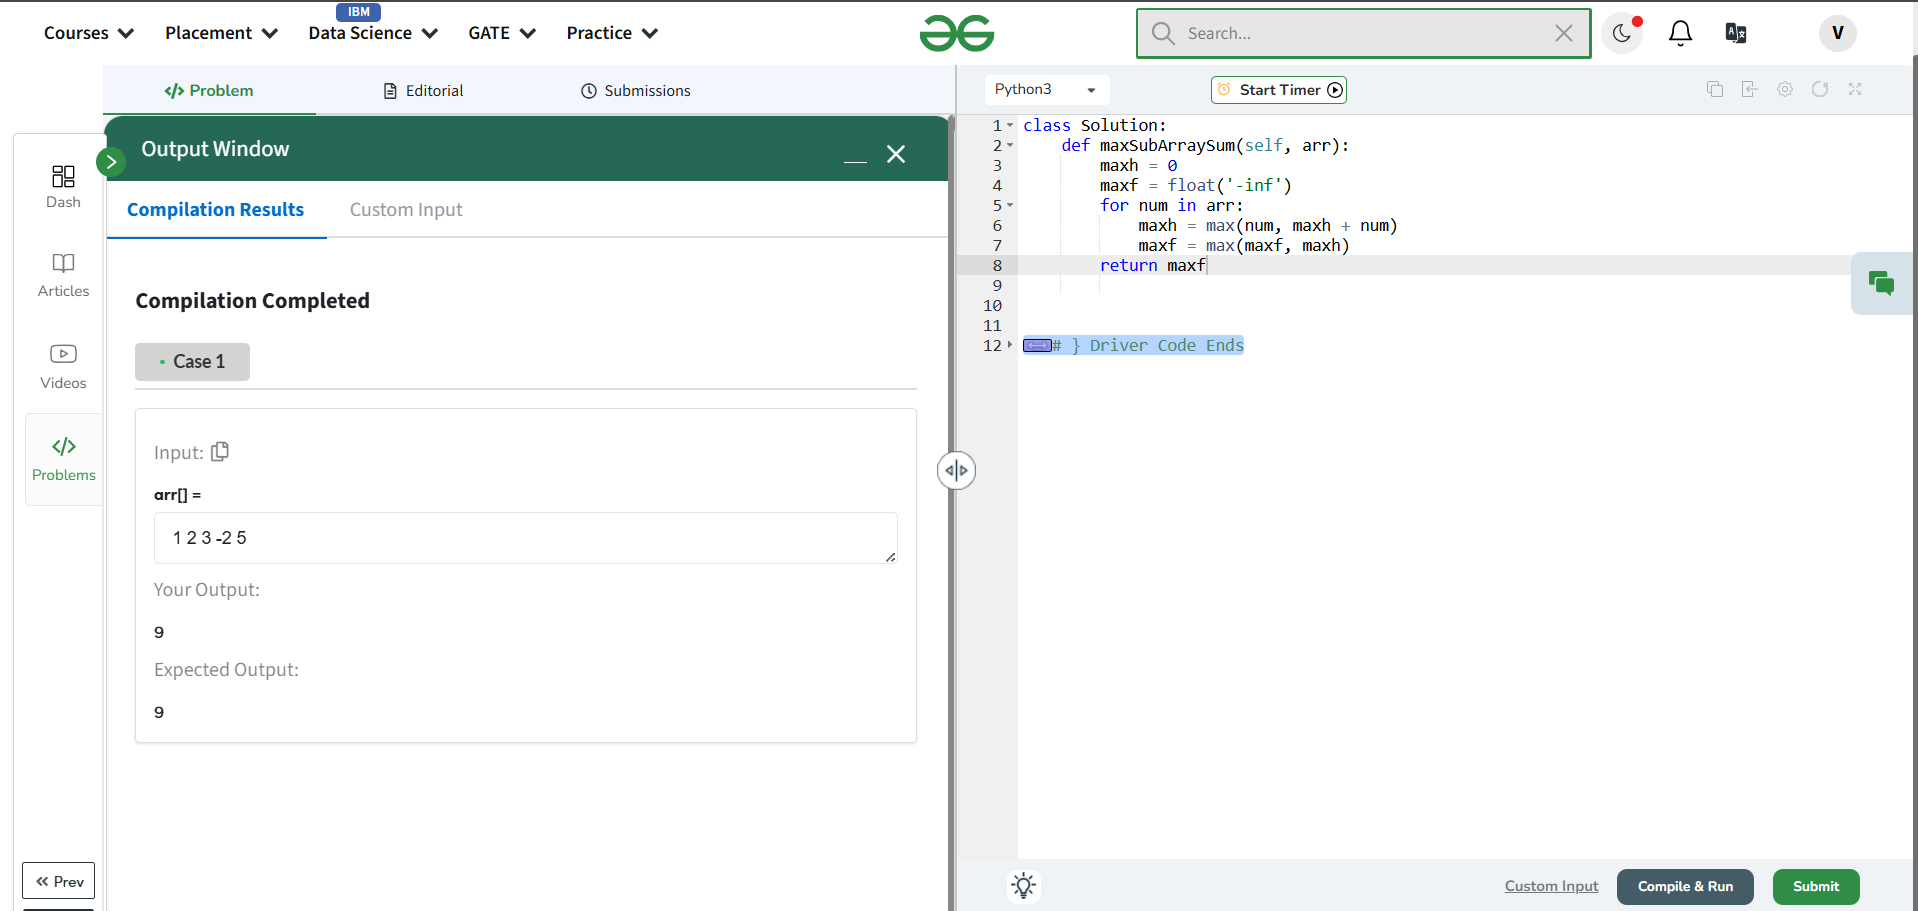 IBM
Courses Placement Data Science GATE Practice
Search...
V
Problem Editorial Submissions
Python3
Start Timer
Output Window
Compilation Results Custom Input
Dash
Articles
Videos
Problems
Prev
Compilation Completed
Case 1
Input:
arr[] =
1 2 3 -2 5
Your Output:
9
Expected Output:
9
1 class Solution:
2 def maxSubArraySum(self, arr):
3 maxh = 0
4 maxf = float('-inf')
5 for num in arr:
6 maxh = max(num, maxh + num)
7 maxf = max(maxf, maxh)
8 return maxf
9
10
11
12 # } Driver Code Ends
Custom Input Compile & Run Submit